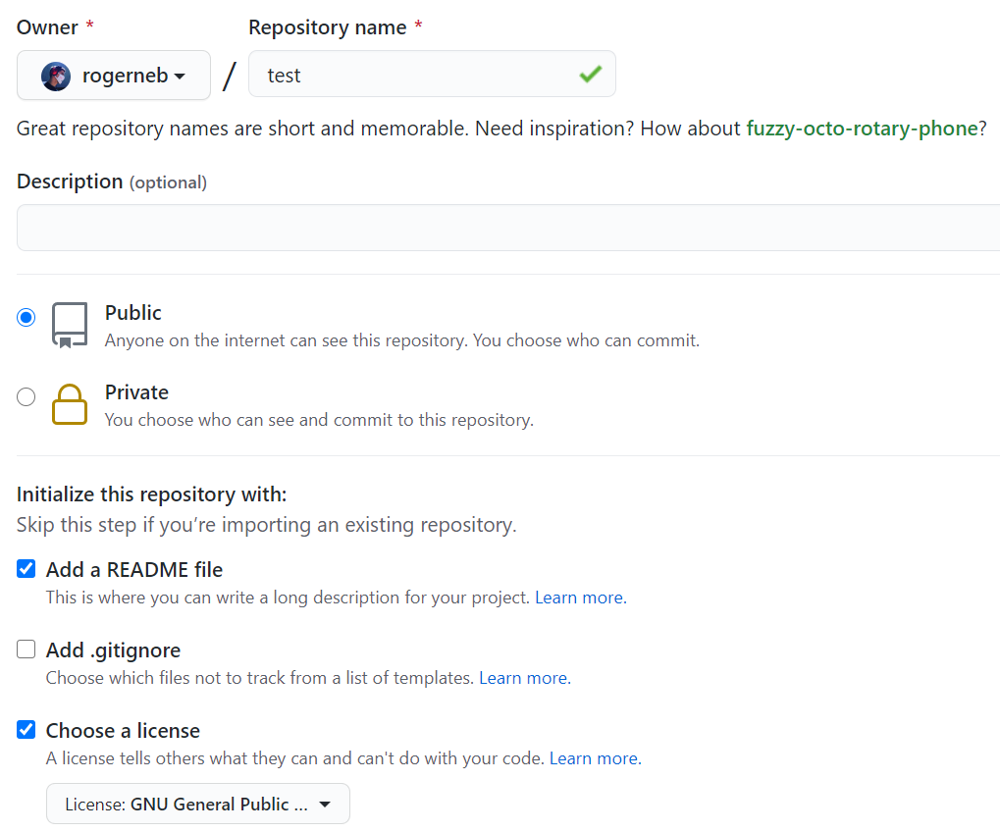 Owner *
Repository name *
rogerneb
/
test
Great repository names are short and memorable. Need inspiration? How about fuzzy-octo-rotary-phone?
Description (optional)
Public
Anyone on the internet can see this repository. You choose who can commit.
Private
You choose who can see and commit to this repository.
Initialize this repository with:
Skip this step if you’re importing an existing repository.
Add a README file
This is where you can write a long description for your project. Learn more.
Add .gitignore
Choose which files not to track from a list of templates. Learn more.
Choose a license
A license tells others what they can and can't do with your code. Learn more.
License: GNU General Public ...